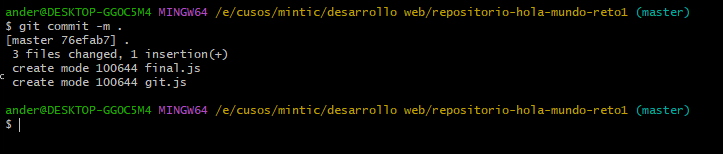 ander@DESKTOP-GGOC5M4 MINGW64 /e/cusos/mintic/desarrollo web/repositorio-hola-mundo-reto1 (master)
$ git commit -m .
[master 76efab7] .
 3 files changed, 1 insertion(+)
 create mode 100644 final.js
 create mode 100644 git.js
ander@DESKTOP-GGOC5M4 MINGW64 /e/cusos/mintic/desarrollo web/repositorio-hola-mundo-reto1 (master)
$